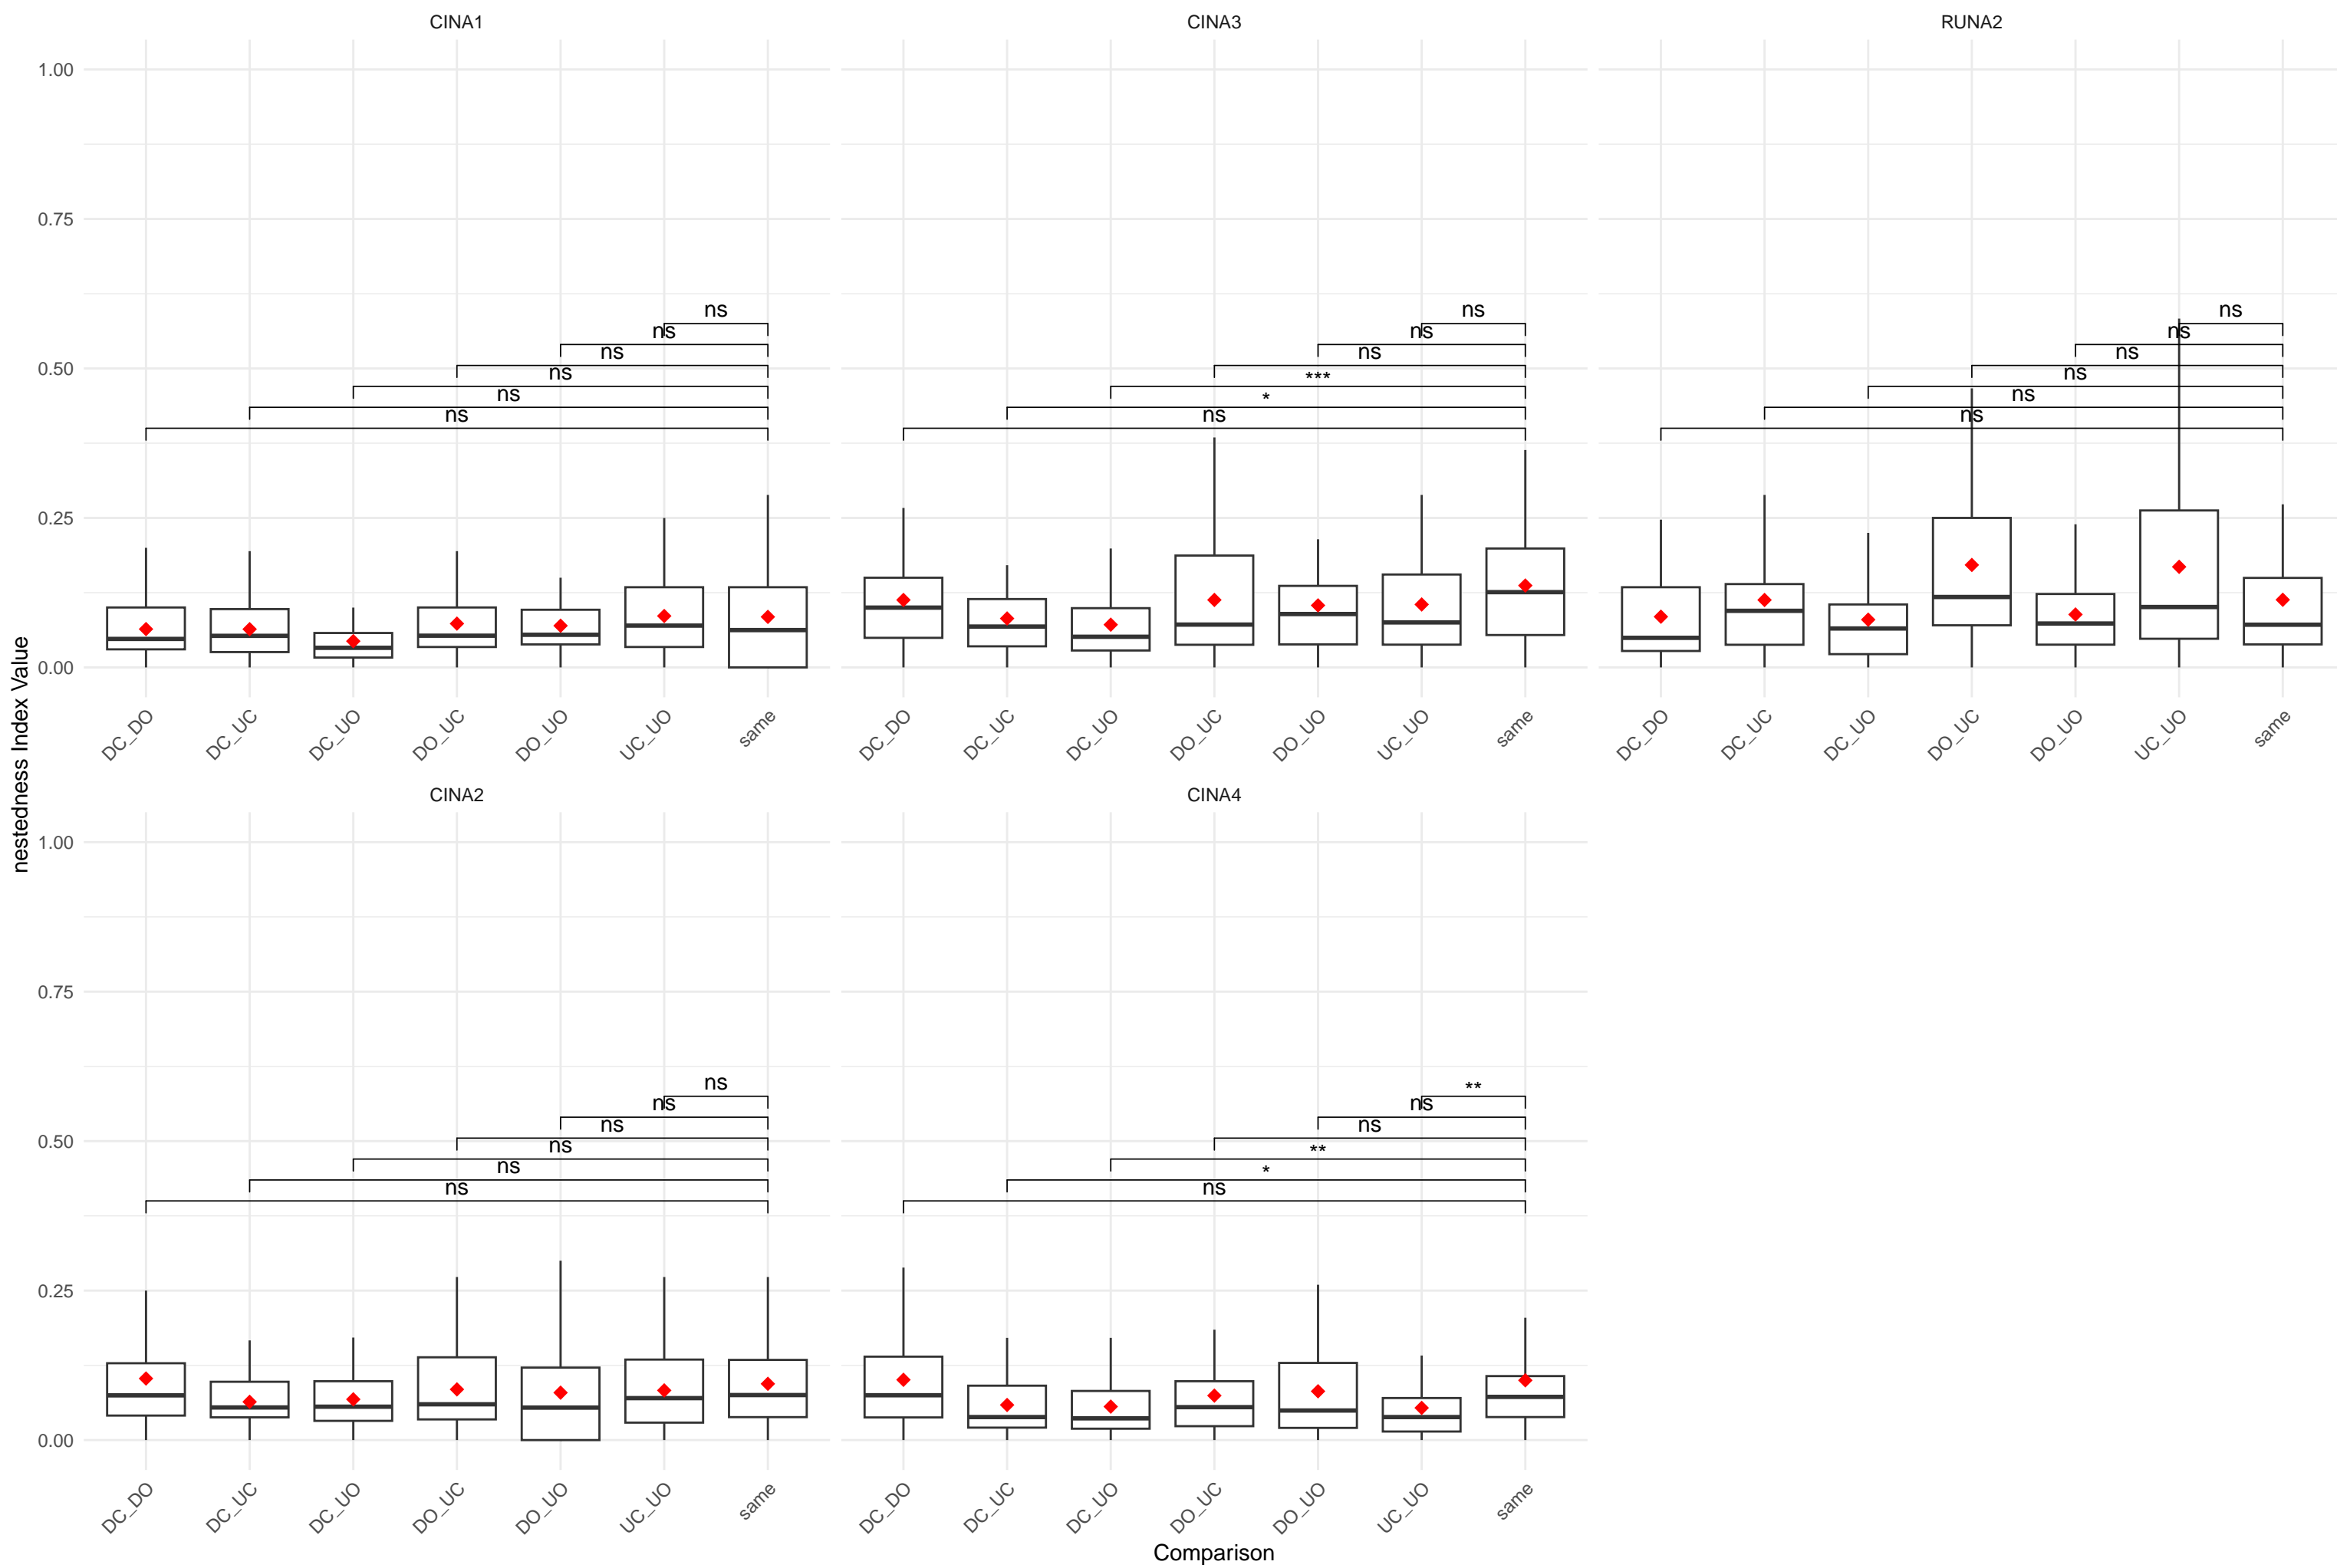 CINA1
CINA3
RUNA2
1.00
0.75
0.50
0.25
0.00
ns
ns
ns
ns
ns
ns
ns
ns
ns
***
*
ns
ns
ns
ns
ns
ns
ns
DC_DO
DC_UC
DC_UO
DO_UC
DO_UO
UC_UO
same
DC_DO
DC_UC
DC_UO
DO_UC
DO_UO
UC_UO
same
DC_DO
DC_UC
DC_UO
DO_UC
DO_UO
UC_UO
same
nestedness Index Value
CINA2
CINA4
1.00
0.75
0.50
0.25
0.00
ns
ns
ns
ns
ns
ns
**
ns
ns
**
*
ns
DC_DO
DC_UC
DC_UO
DO_UC
DO_UO
UC_UO
same
DC_DO
DC_UC
DC_UO
DO_UC
DO_UO
UC_UO
same
Comparison